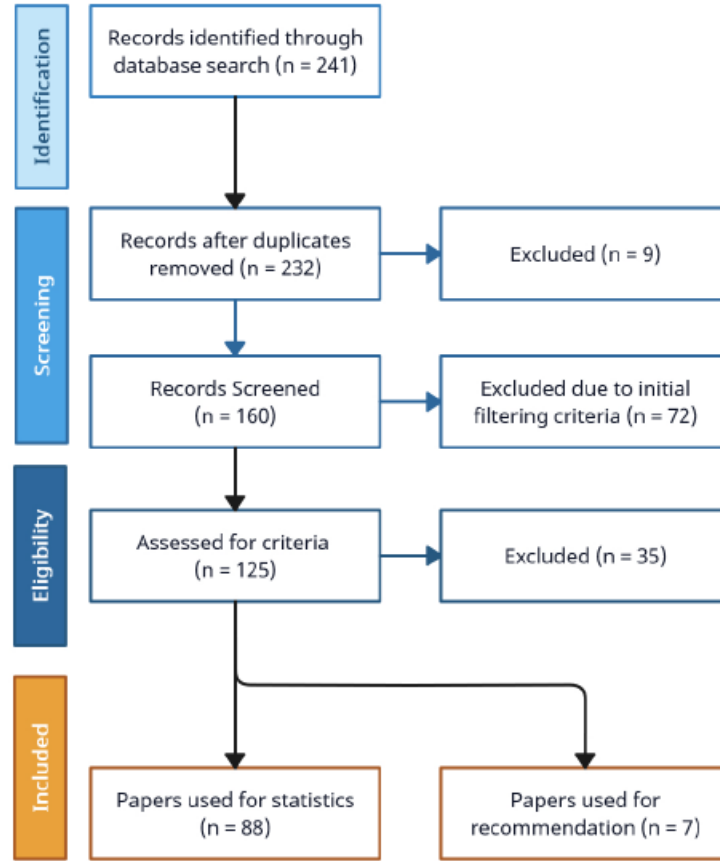 Identification
Records identified through
database search (n = 241)
Screening
Records after duplicates
removed (n = 232)
Excluded (n = 9)
Records Screened
(n = 160)
Excluded due to initial
filtering criteria (n = 72)
Eligibility
Assessed for criteria
(n = 125)
Excluded (n = 35)
Included
Papers used for statistics
(n = 88)
Papers used for
recommendation (n = 7)